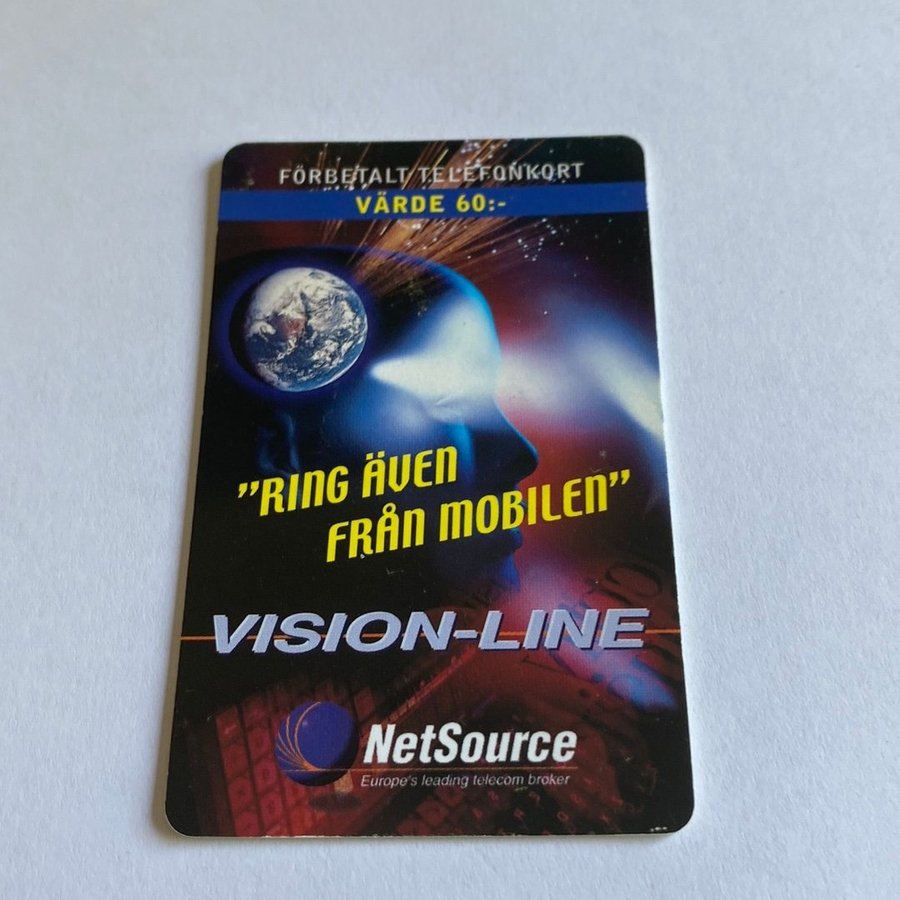 FÖRBETALT TELEFONKORT
VÄRDE 60:-
"RING ÄVEN
FRÅN MOBILEN"
VISION-LINE
NetSource
Europe's leading telecom broker